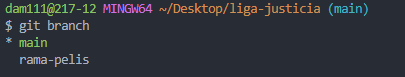 dam111@217-12 MINGW64 ~/Desktop/liga-justicia (main)
$ git branch
* main
  rama-pelis